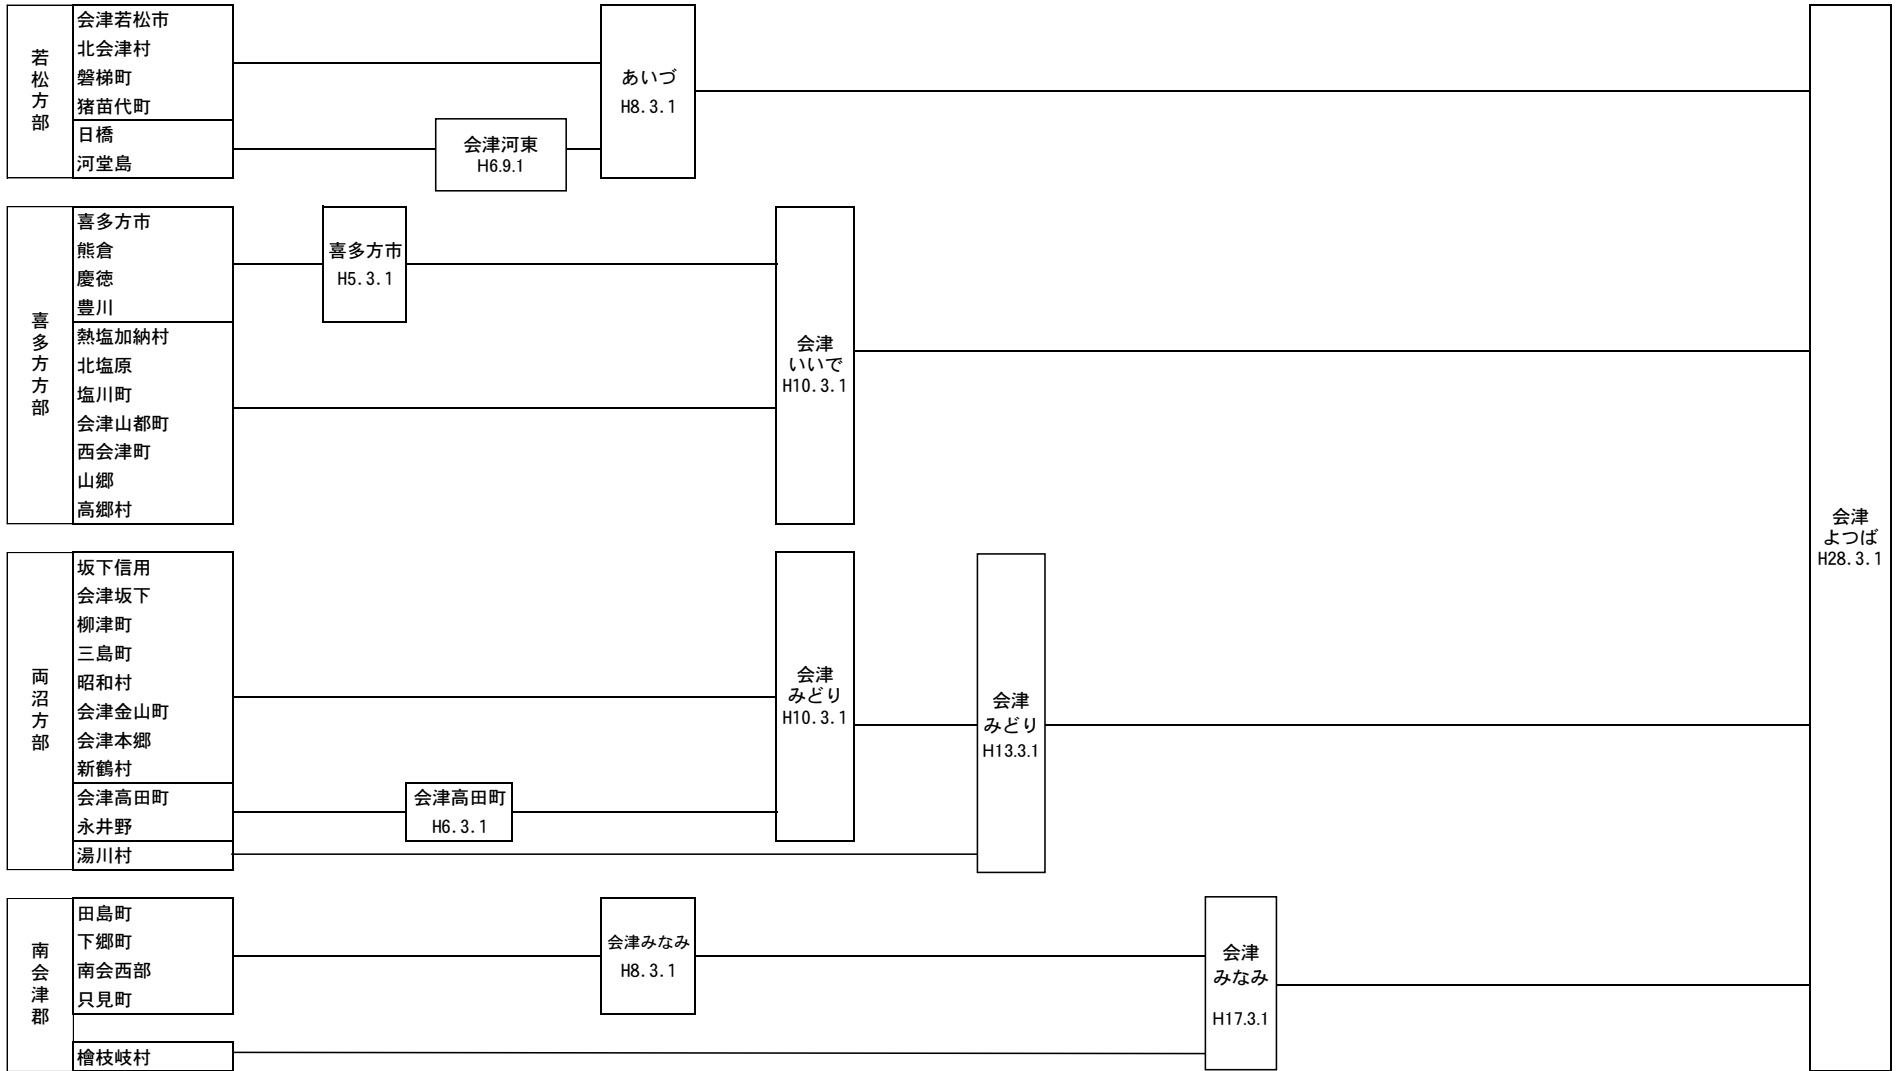 若松方部
会津若松市
北会津村
磐梯町
猪苗代町
日橋
河堂島
会津河東
H6.9.1
あいづ
H8.3.1
喜多方方部
喜多方市
熊倉
慶徳
豊川
熱塩加納村
北塩原
塩川町
会津山都町
西会津町
山郷
高郷村
喜多方市
H5.3.1
会津
いいで
H10.3.1
両沼方部
坂下信用
会津坂下
柳津町
三島町
昭和村
会津金山町
会津本郷
新鶴村
会津高田町
永井野
湯川村
会津高田町
H6.3.1
会津
みどり
H10.3.1
会津
みどり
H13.3.1
南会津郡
田島町
下郷町
南会西部
只見町
檜枝岐村
会津みなみ
H8.3.1
会津
みなみ
H17.3.1
会津
よつば
H28.3.1